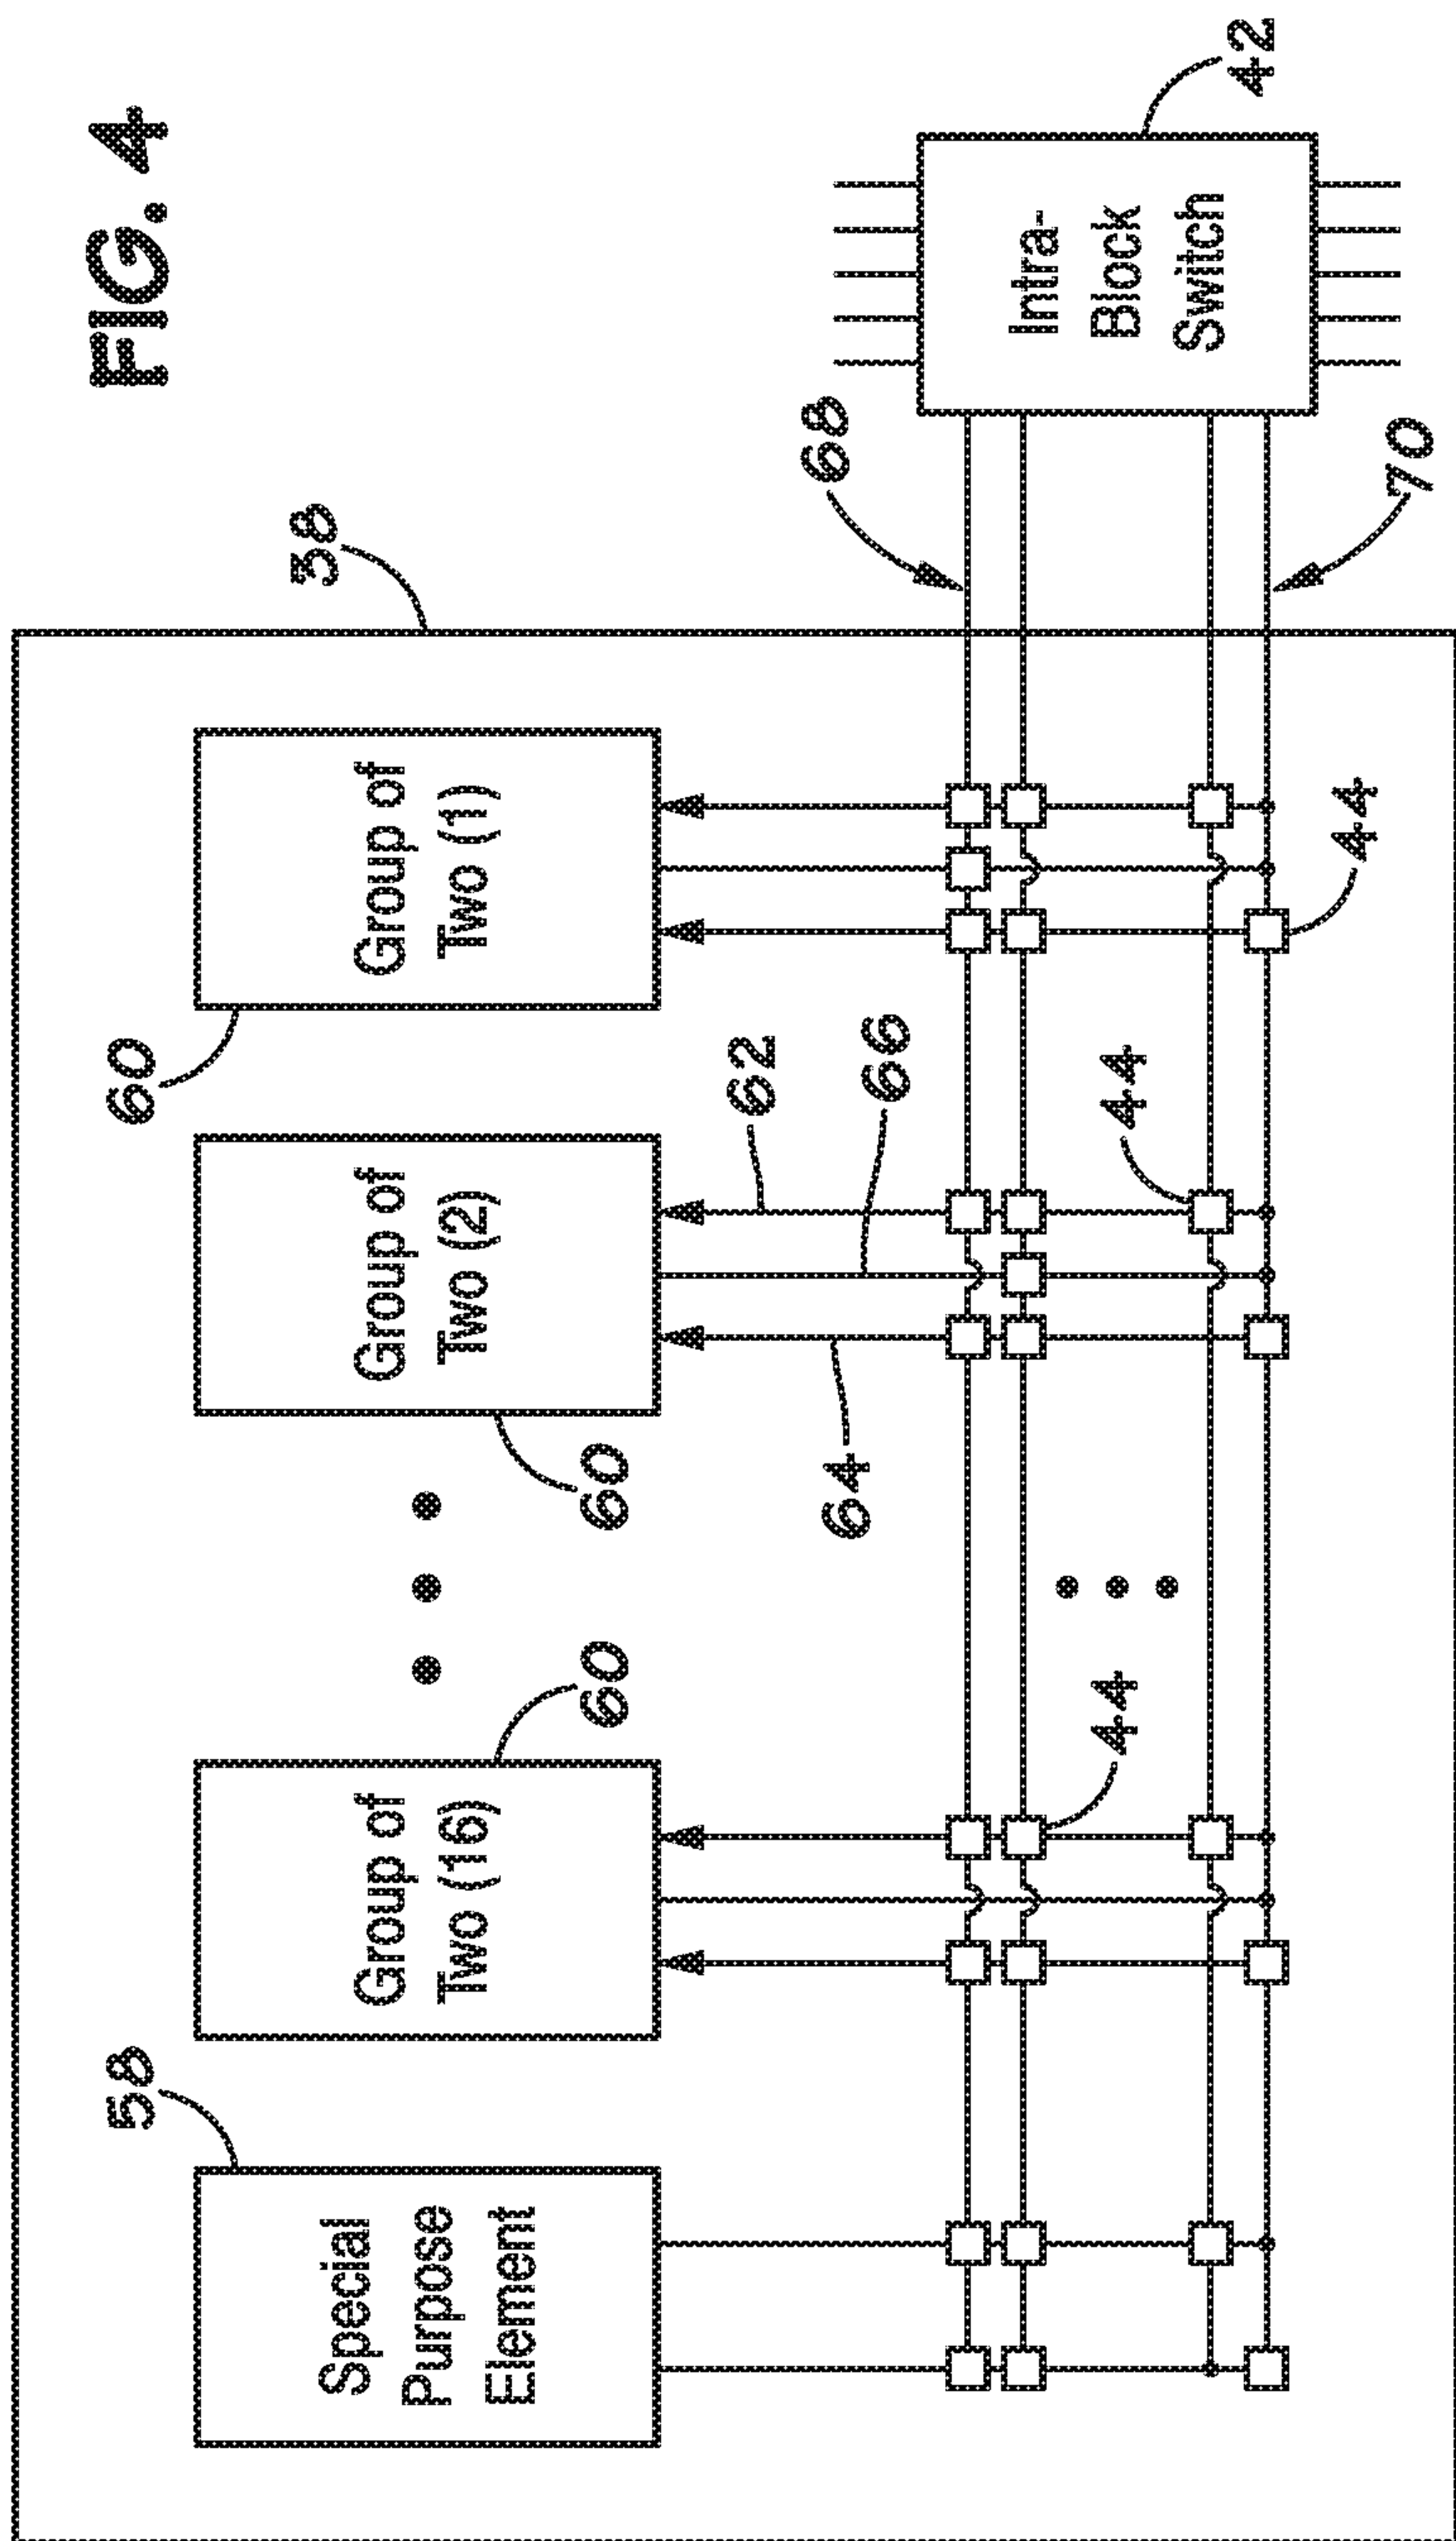 FIG. 4
58
Special
Purpose
Element
Group of
Two (16)
60
60
Group of
Two (2)
60
Group of
Two (1)
38
64
66
62
44
44
44
68
70
Intra-
Block
Switch
42